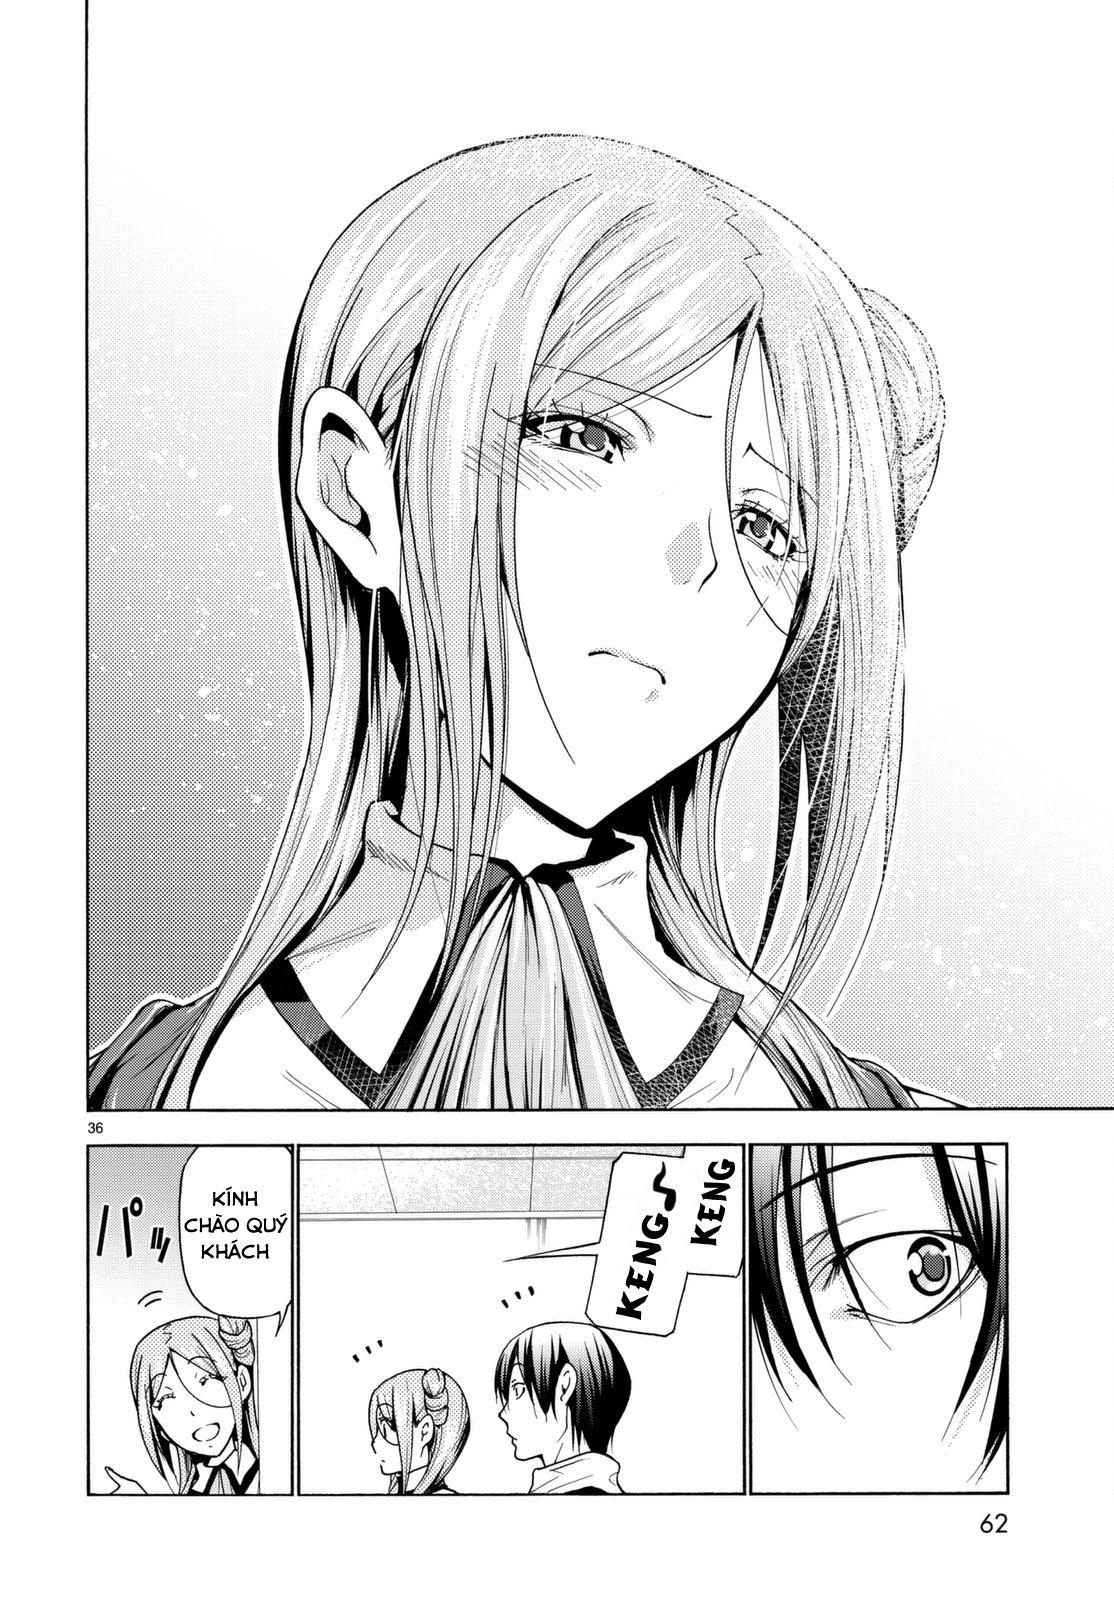 36
KENG
KENG~
パッ
KÍNH
CHÀO QUÝ
KHÁCH
62